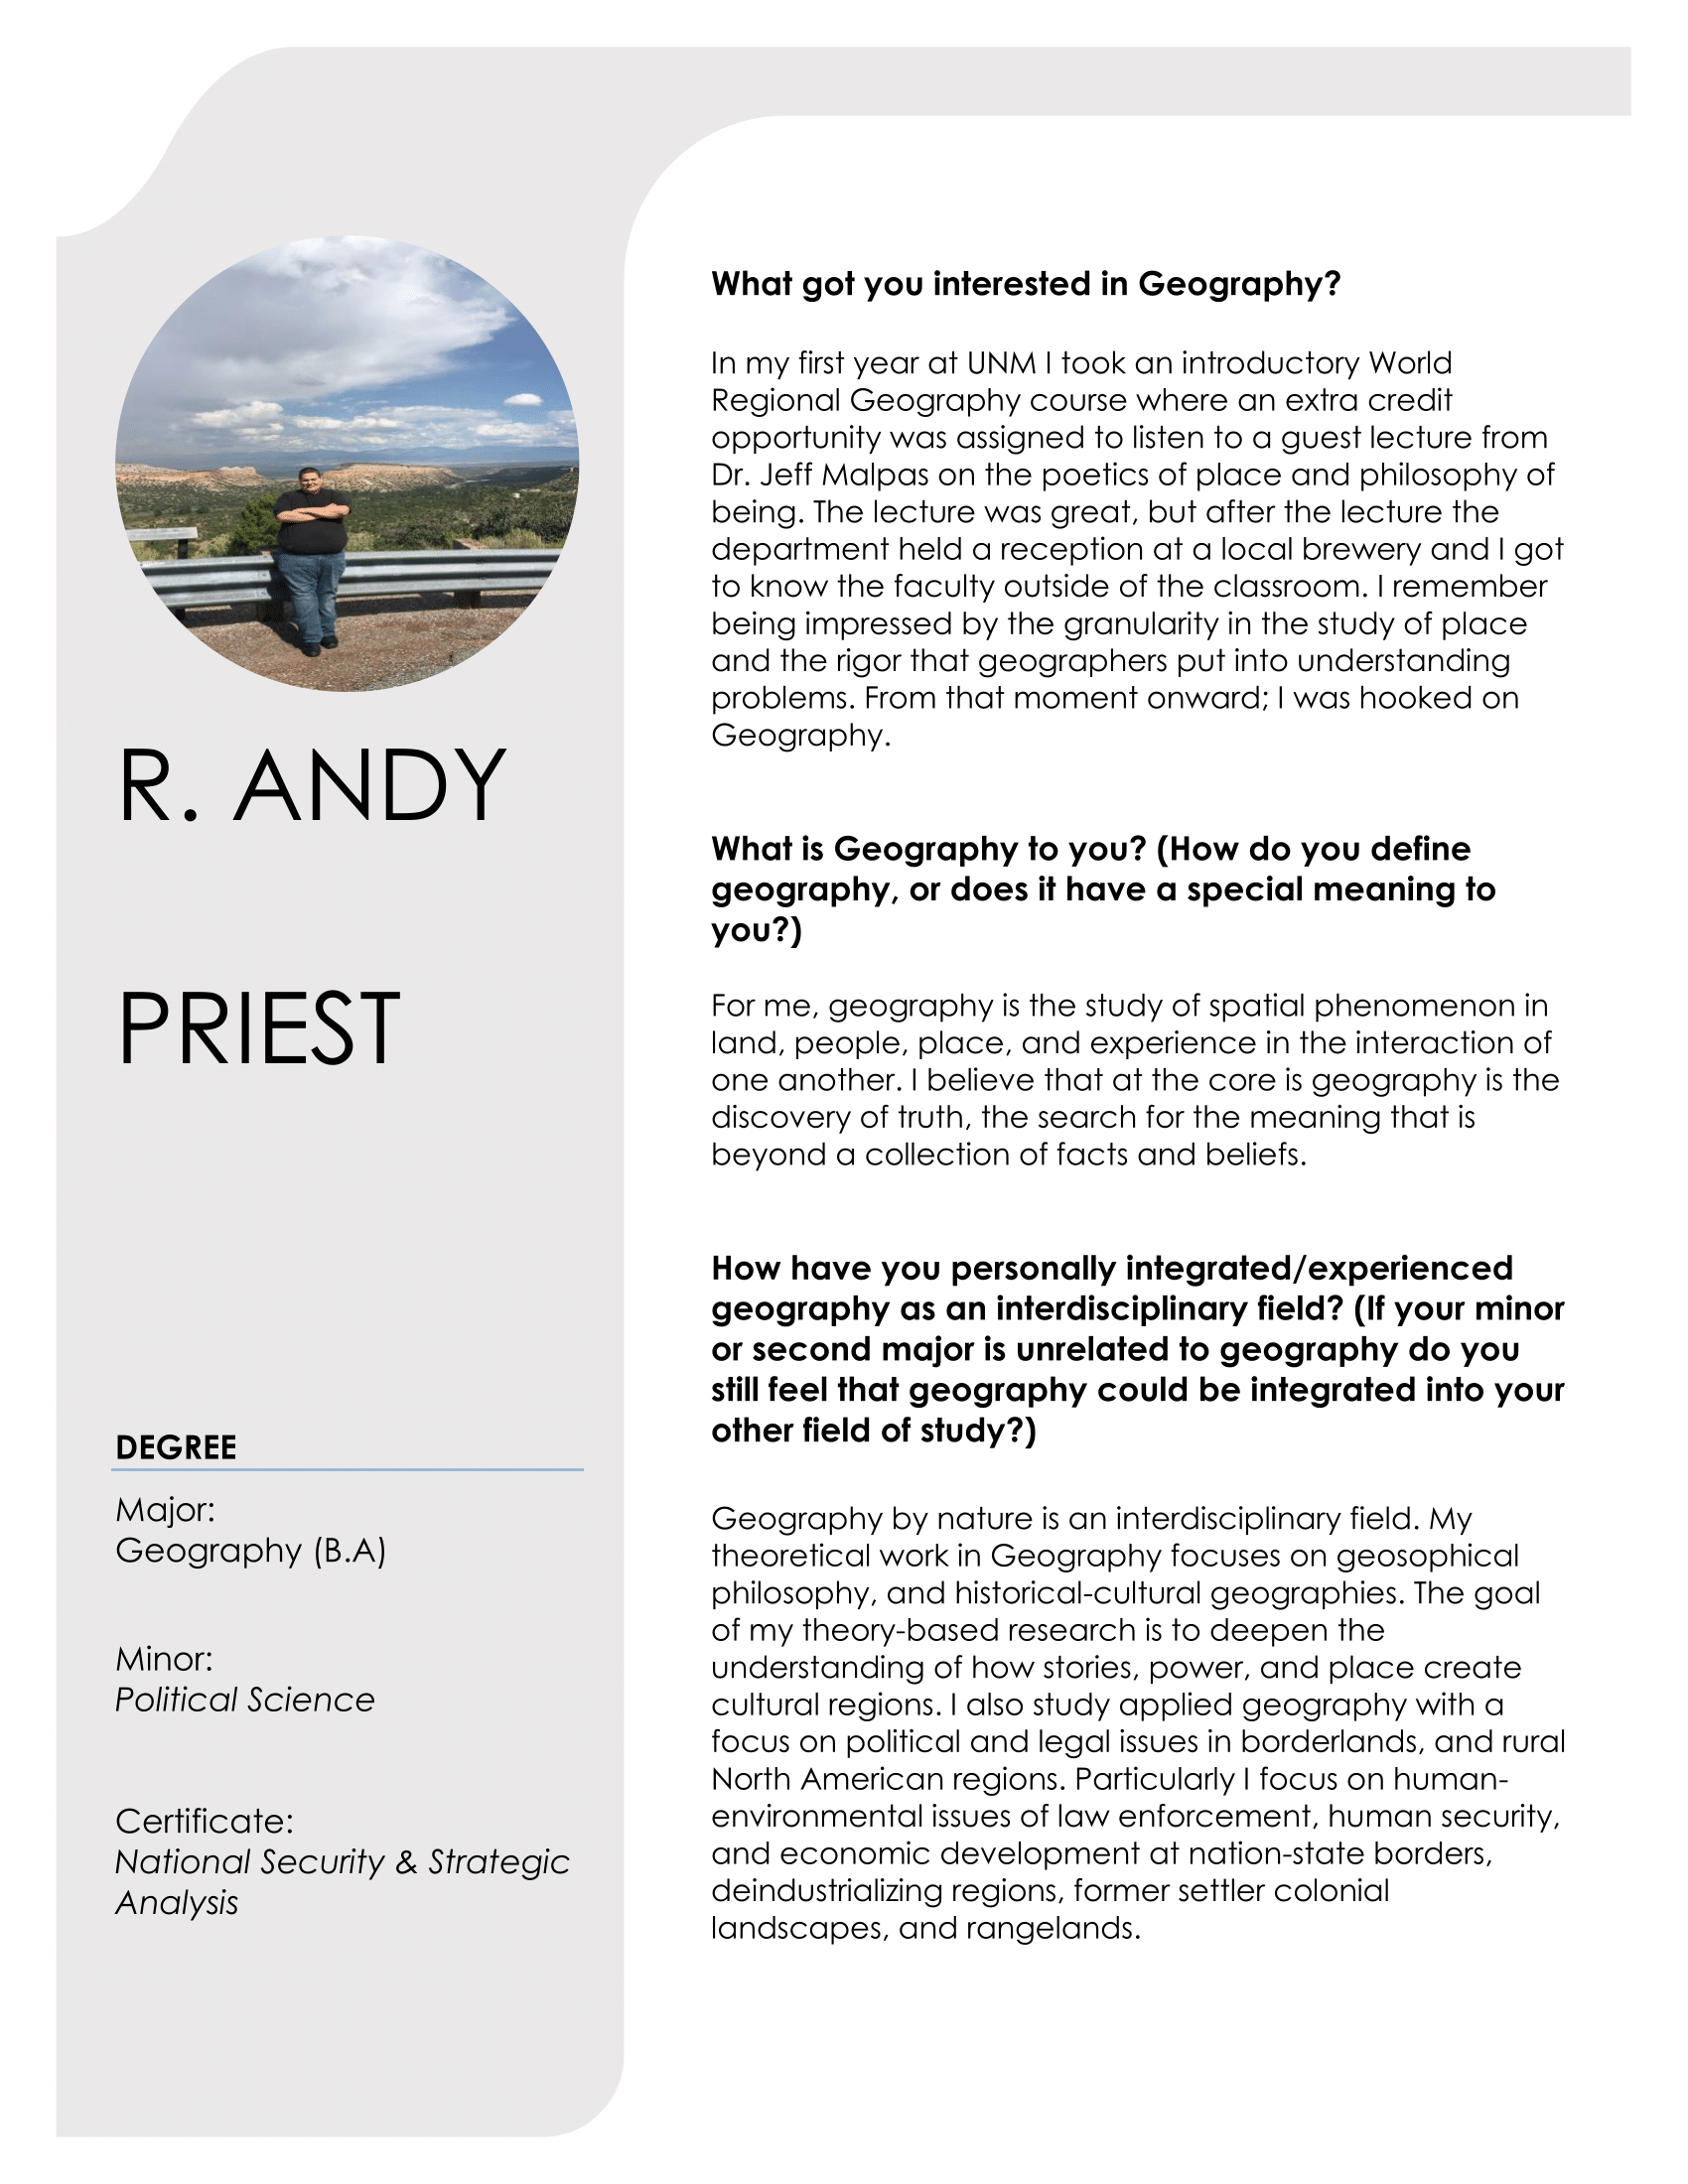 R. ANDY
PRIEST
DEGREE
Major:
Geography (B.A)
Minor:
Political Science
Certificate:
National Security & Strategic
Analysis
What got you interested in Geography?
In my first year at UNM I took an introductory World
Regional Geography course where an extra credit
opportunity was assigned to listen to a guest lecture from
Dr. Jeff Malpas on the poetics of place and philosophy of
being. The lecture was great, but after the lecture the
department held a reception at a local brewery and I got
to know the faculty outside of the classroom. I remember
being impressed by the granularity in the study of place
and the rigor that geographers put into understanding
problems. From that moment onward; I was hooked on
Geography.
What is Geography to you? (How do you define
geography, or does it have a special meaning to
you?)
For me, geography is the study of spatial phenomenon in
land, people, place, and experience in the interaction of
one another. I believe that at the core is geography is the
discovery of truth, the search for the meaning that is
beyond a collection of facts and beliefs.
How have you personally integrated/experienced
geography as an interdisciplinary field? (If your minor
or second major is unrelated to geography do you
still feel that geography could be integrated into your
other field of study?)
Geography by nature is an interdisciplinary field. My
theoretical work in Geography focuses on geosophical
philosophy, and historical-cultural geographies. The goal
of my theory-based research is to deepen the
understanding of how stories, power, and place create
cultural regions. I also study applied geography with a
focus on political and legal issues in borderlands, and rural
North American regions. Particularly I focus on human-
environmental issues of law enforcement, human security,
and economic development at nation-state borders,
deindustrializing regions, former settler colonial
landscapes, and rangelands.